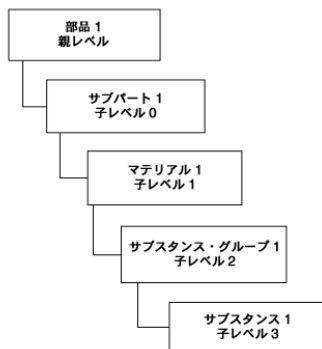 部品 1
親レベル
サブパート 1
子レベル 0
マテリアル 1
子レベル 1
サブスタンス・グループ 1
子レベル 2
サブスタンス 1
子レベル 3